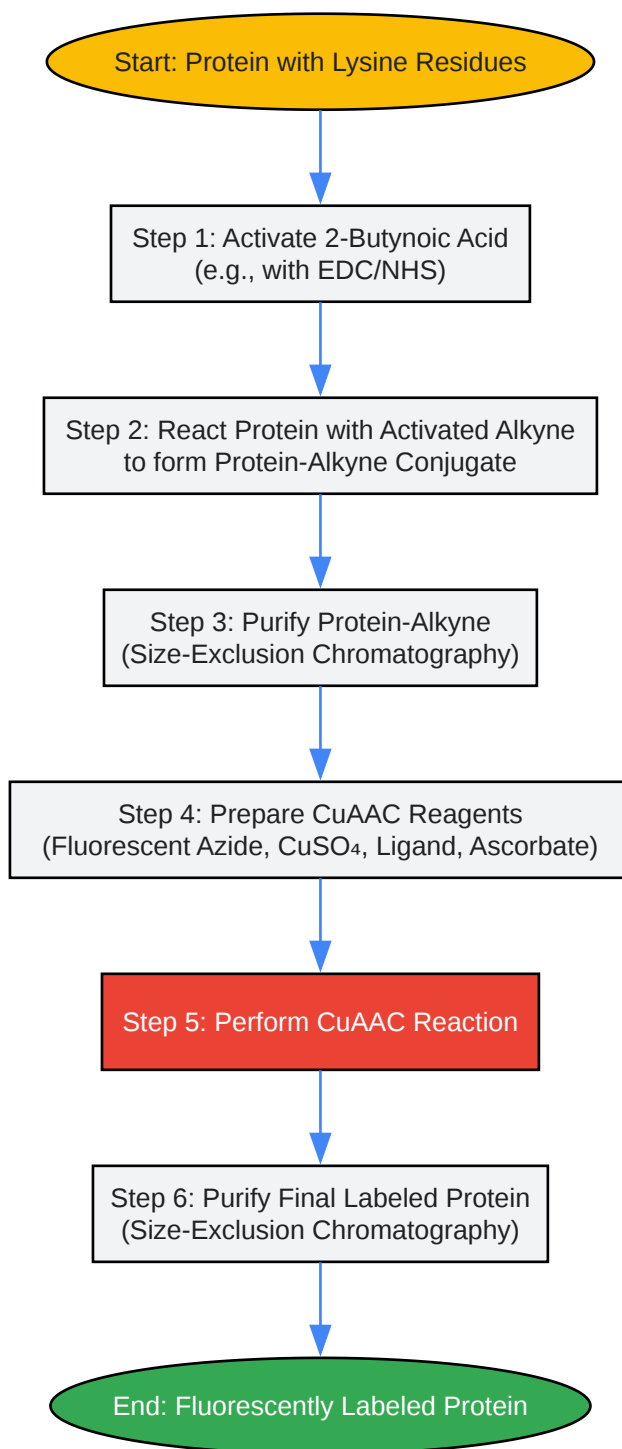 Start: Protein with Lysine Residues
Step 1: Activate 2-Butynoic Acid
(e.g., with EDC/NHS)
Step 2: React Protein with Activated Alkyne
to form Protein-Alkyne Conjugate
Step 3: Purify Protein-Alkyne
(Size-Exclusion Chromatography)
Step 4: Prepare CuAAC Reagents
(Fluorescent Azide, CuSO₄, Ligand, Ascorbate)
Step 5: Perform CuAAC Reaction
Step 6: Purify Final Labeled Protein
(Size-Exclusion Chromatography)
End: Fluorescently Labeled Protein